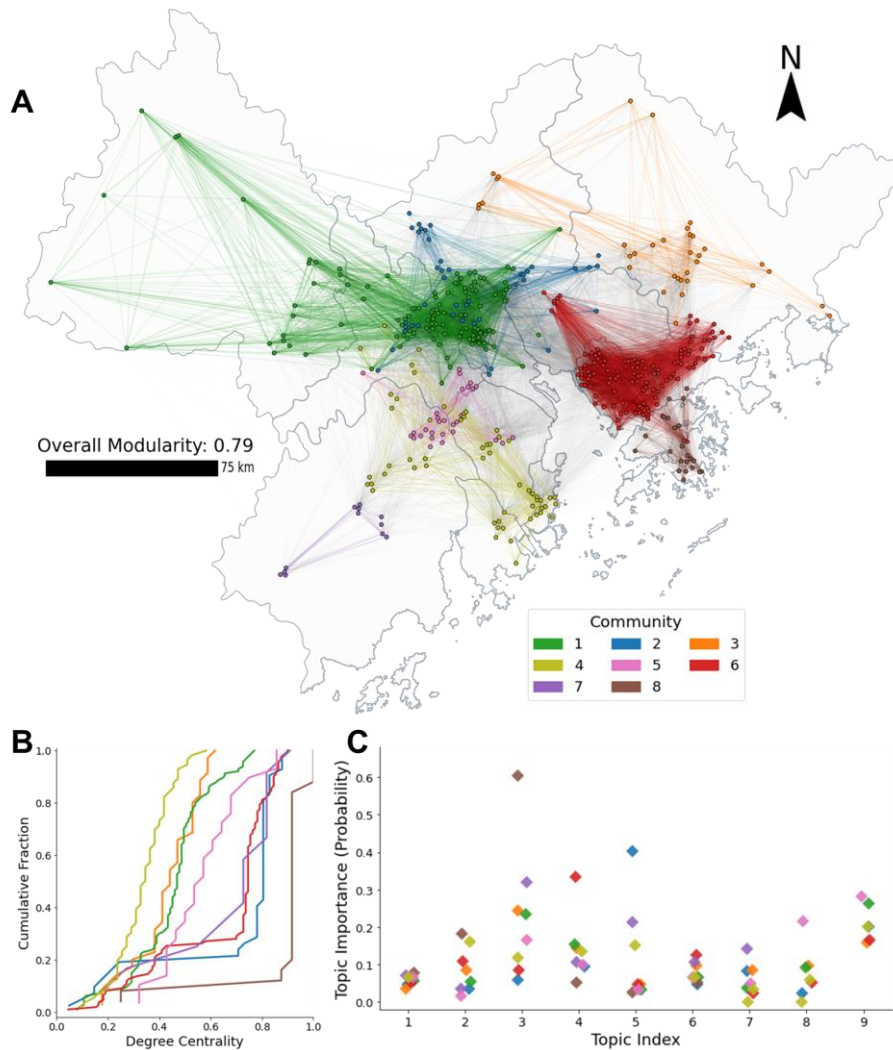 N
A
Overall Modularity: 0.79
75 km
Community
1 2 3
4 5 6
7 8
B
1.0
0.8
0.6
0.4
0.2
0.0
Cumulative Fraction
0.0 0.2 0.4 0.6 0.8 1.0
Degree Centrality
C
0.6
0.5
0.4
0.3
0.2
0.1
0.0
Topic Importance (Probability)
1 2 3 4 5 6 7 8 9
Topic Index